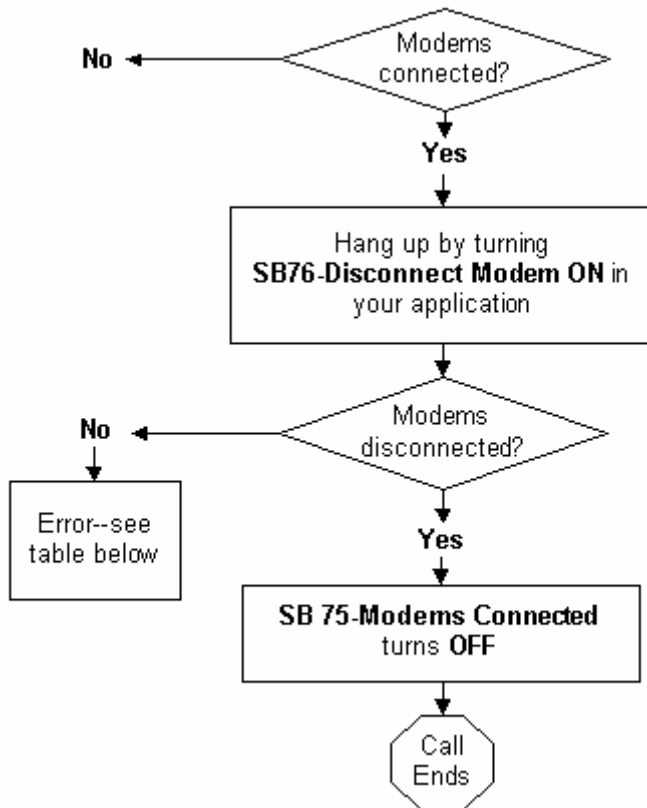 Modems
connected?
No
Yes
Hang up by turning
SB76-Disconnect Modem ON in
your application
Modems
disconnected?
No
Error--see
table below
Yes
SB 75-Modems Connected
turns OFF
Call
Ends